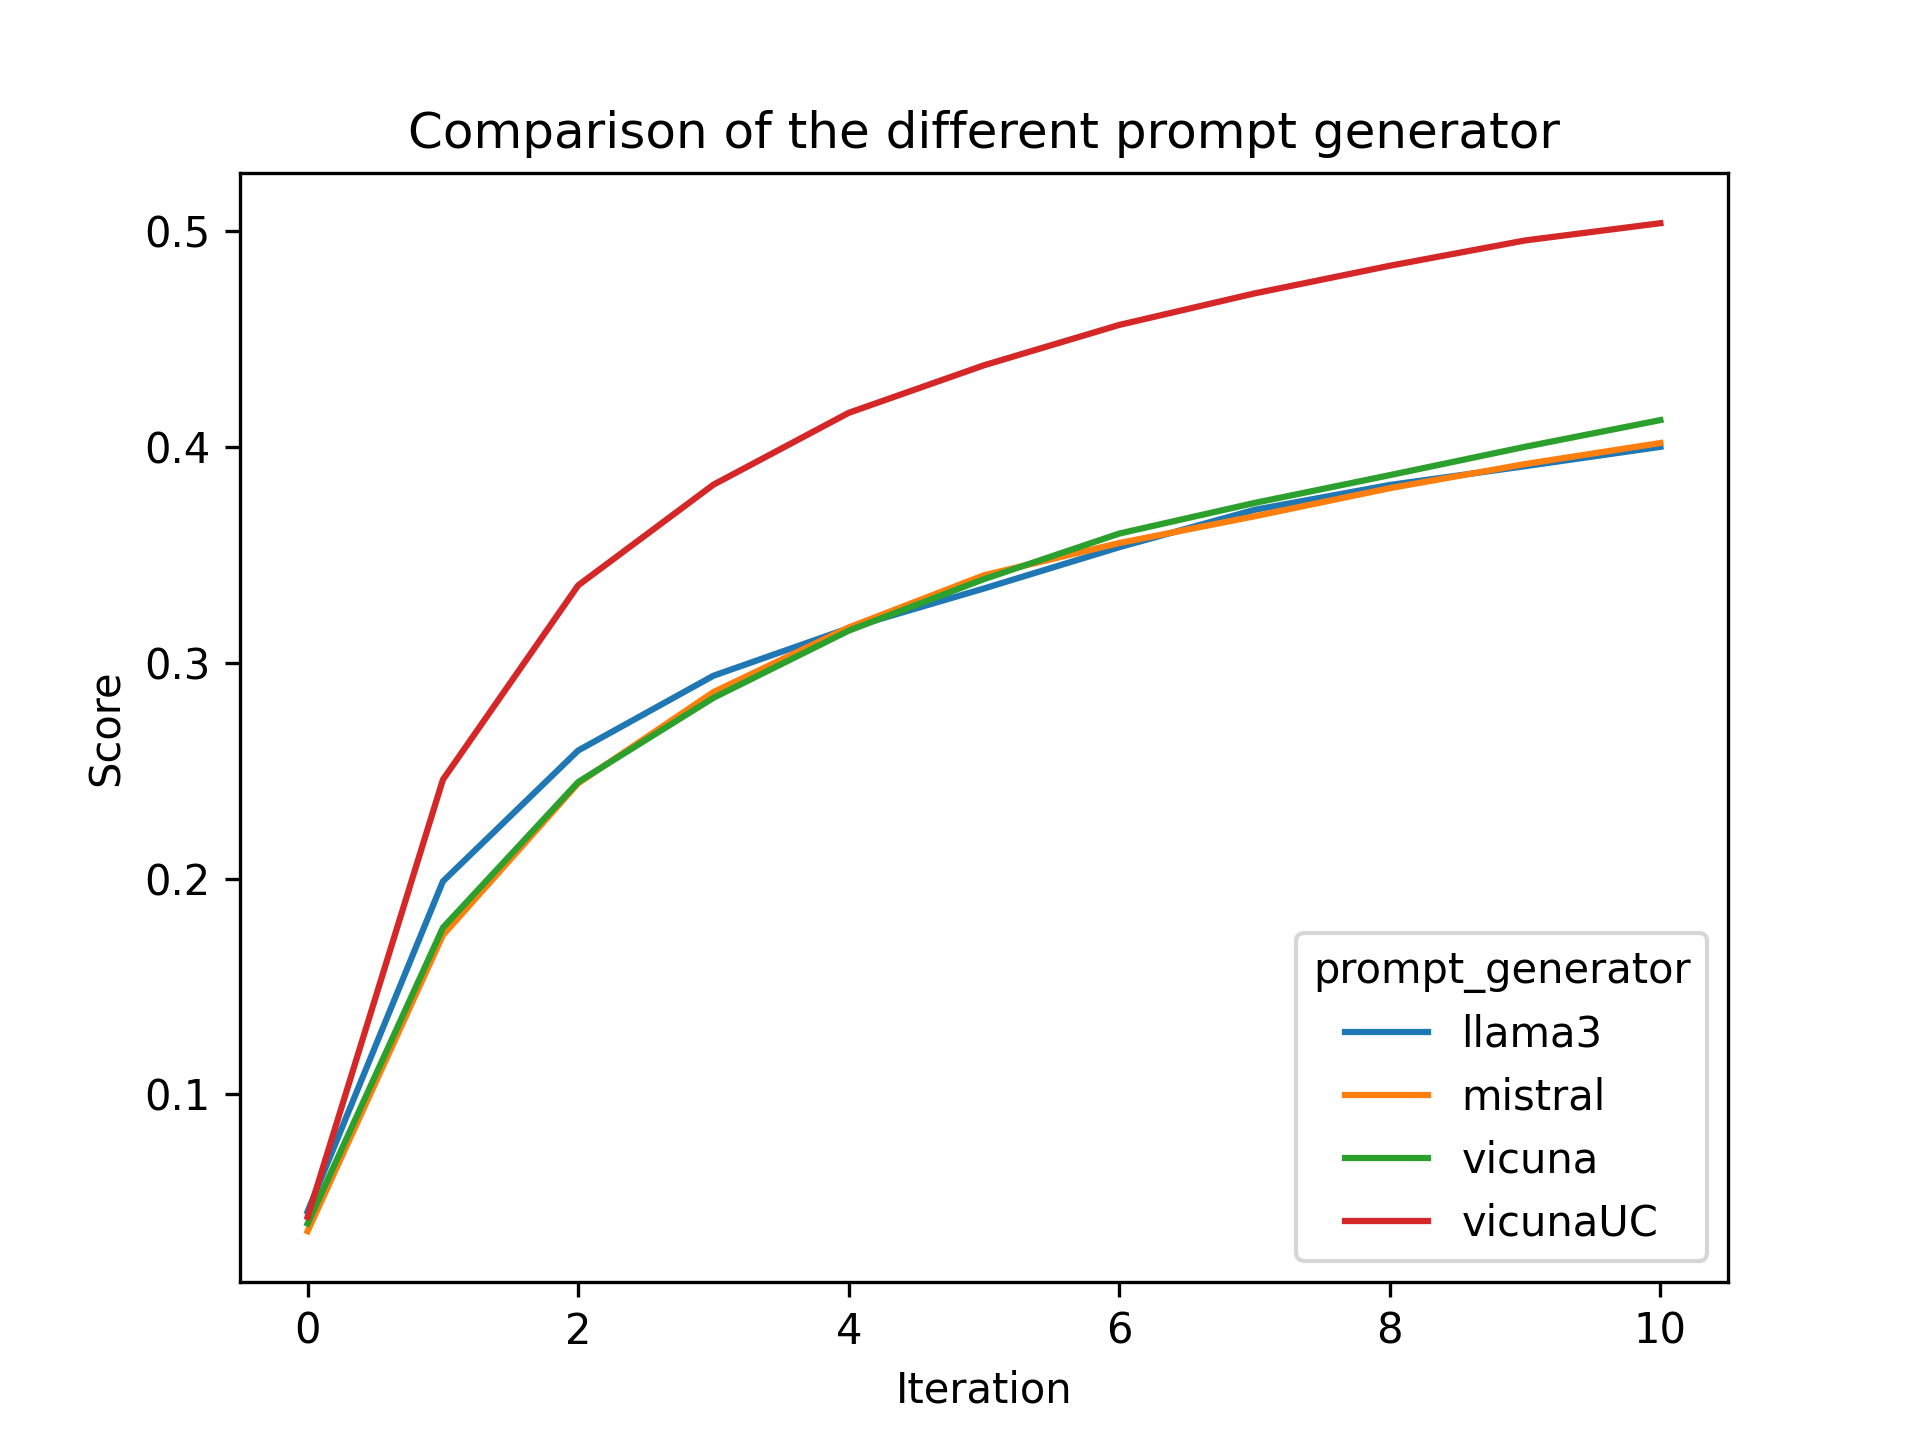 Comparison of the different prompt generator
0.5
0.4
0.3
0.2
0.1
Score
0 2 4 6 8 10
Iteration
prompt_generator
llama3
mistral
vicuna
vicunaUC